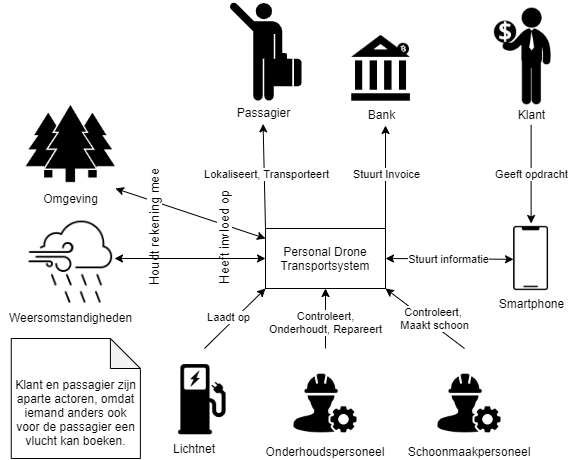 Passagier
Bank
Klant
Omgeving
Houdt rekening mee
Heeft invloed op
Lokaliseert, Transporteert
Stuurt Invoice
Geeft opdracht
Personal Drone
Transportsystem
Stuurt informatie
Smartphone
Weersomstandigheden
Laadt op
Controleert,
Onderhoudt, Repareert
Controleert,
Maakt schoon
Klant en passagier zijn
aparte actoren, omdat
iemand anders ook
voor de passagier een
vlucht kan boeken.
Lichtnet
Onderhoudspersoneel
Schoonmaakpersoneel